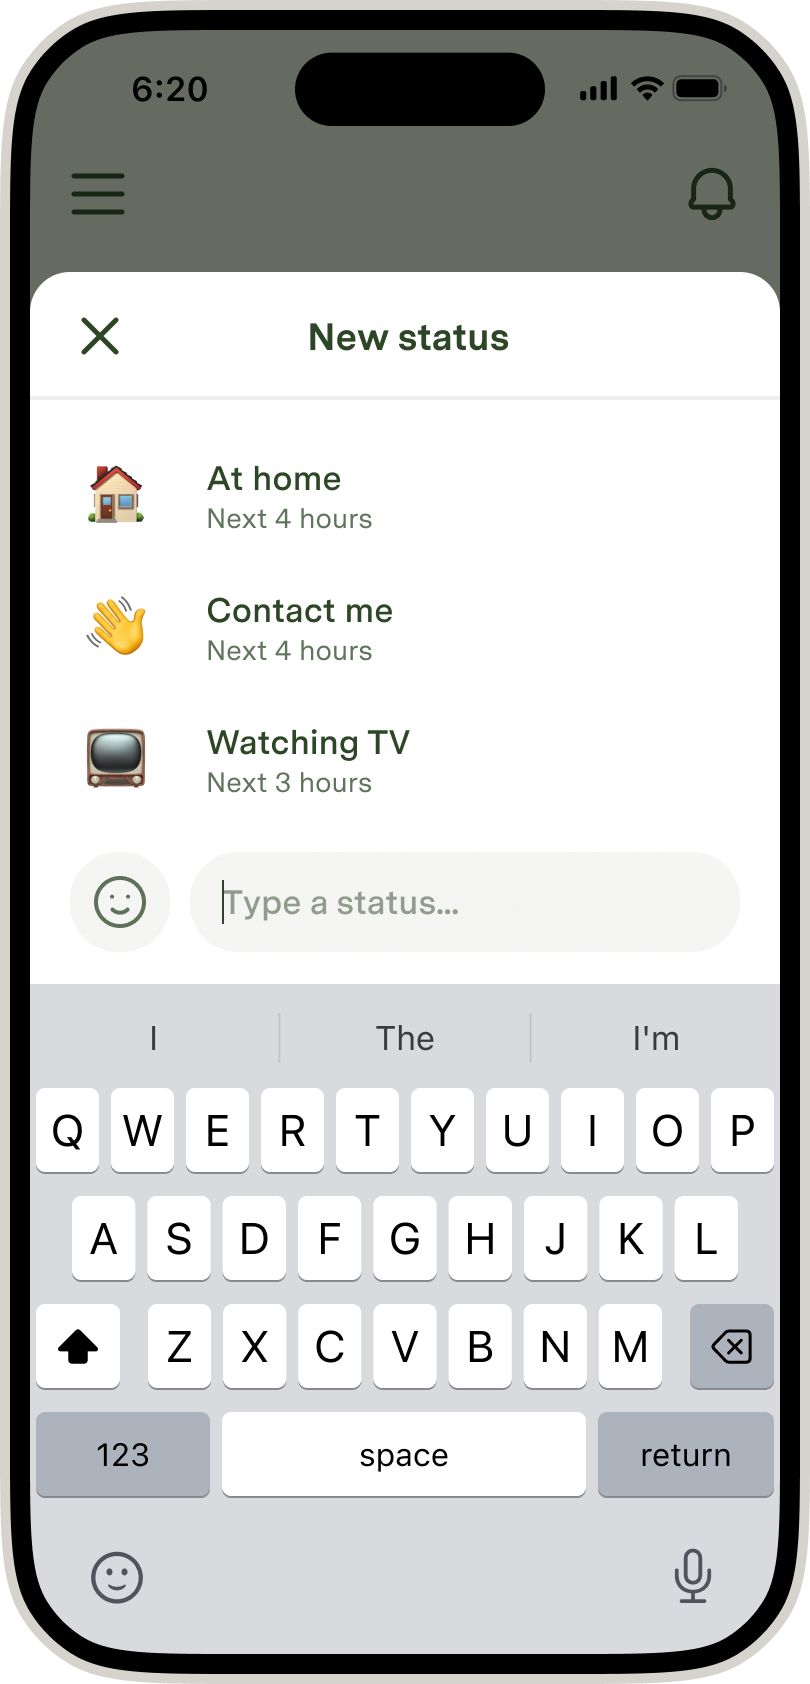 6:20
New status
At home
Next 4 hours
Contact me
Next 4 hours
Watching TV
Next 3 hours
Type a status...
I The I'm
Q W E R T Y U I O P
A S D F G H J K L
Z X C V B N M
123 space return